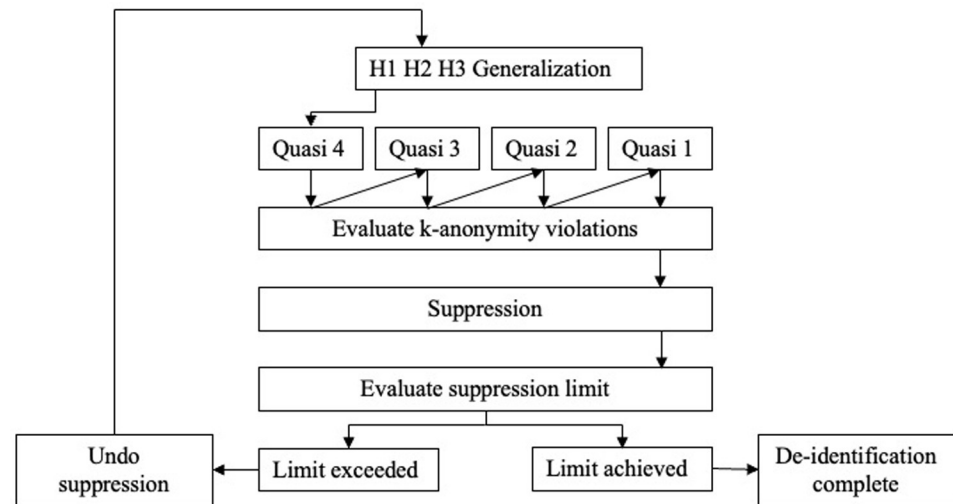 H1 H2 H3 Generalization
Quasi 4
Quasi 3
Quasi 2
Quasi 1
Evaluate k-anonymity violations
Suppression
Evaluate suppression limit
Undo
suppression
Limit exceeded
Limit achieved
De-identification
complete